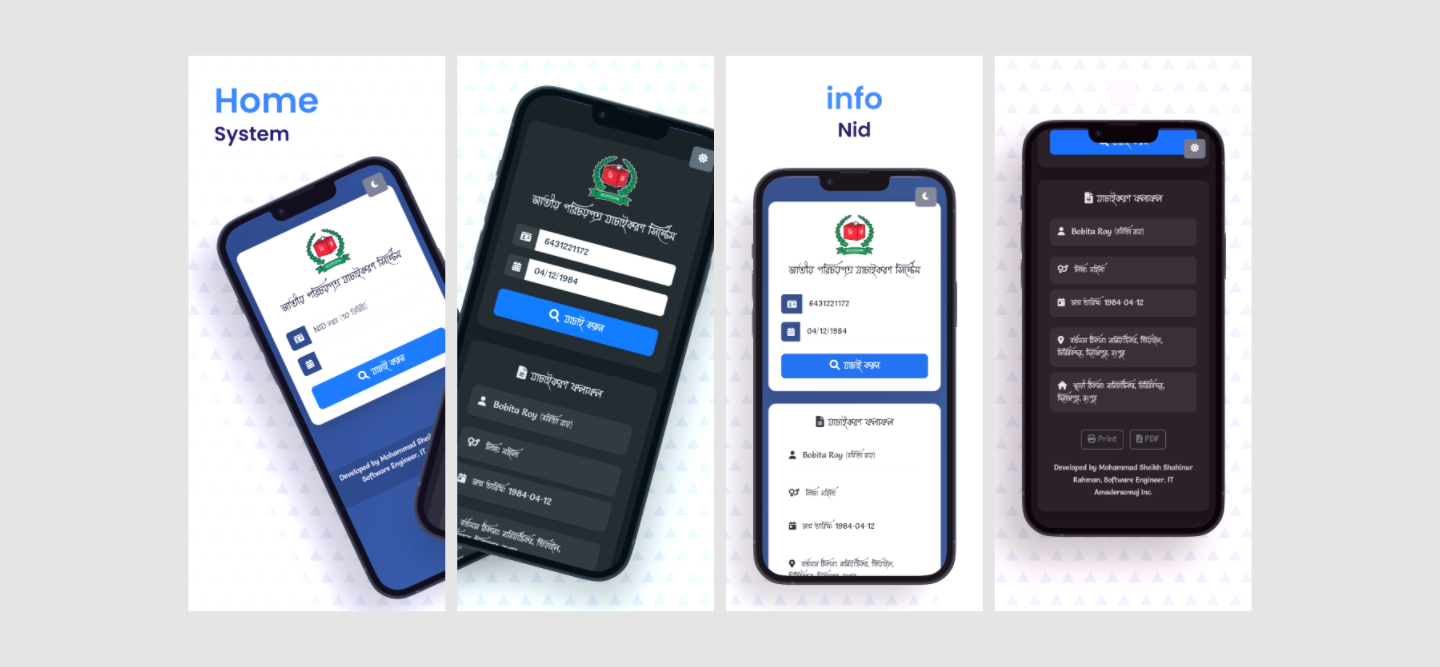 Home
System
জাতীয় পরিচয়পত্র যাচাইকরণ সিস্টেম
NID নম্বর (10 ডিজিট)
যাচাই করুন
Developed by Mohammad Sheikh
Software Engineer, IT
জাতীয় পরিচয়পত্র যাচাইকরণ সিস্টেম
6431221172
04/12/1984
যাচাই করুন
যাচাইকরণ ফলাফল
Bobita Roy (ববিতা রায়)
লিঙ্গ: মহিলা
জন্ম তারিখ: 1984-04-12
বর্তমান ঠিকানা:
info
Nid
জাতীয় পরিচয়পত্র যাচাইকরণ সিস্টেম
6431221172
04/12/1984
যাচাই করুন
যাচাইকরণ ফলাফল
Bobita Roy (ববিতা রায়)
লিঙ্গ: মহিলা
জন্ম তারিখ: 1984-04-12
বর্তমান ঠিকানা:
যাচাইকরণ ফলাফল
Bobita Roy (ববিতা রায়)
লিঙ্গ: মহিলা
জন্ম তারিখ: 1984-04-12
বর্তমান ঠিকানা:
দিনাজপুর, রংপুর
স্থায়ী ঠিকানা:
দিনাজপুর, রংপুর
Print PDF
Developed by Mohammad Sheikh Shahinur
Rahman, Software Engineer, IT
Amadersomaj Inc.